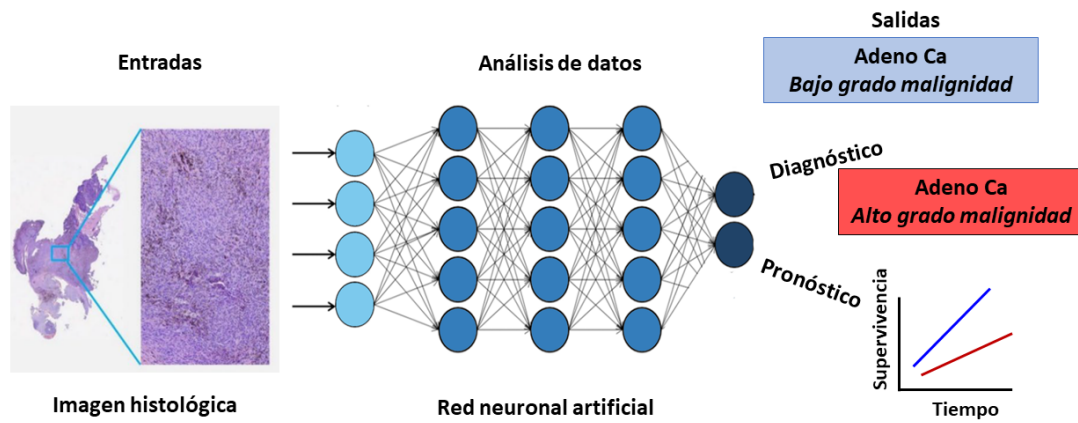 Entradas
Imagen histológica
Análisis de datos
Red neuronal artificial
Salidas
Adeno Ca
Bajo grado malignidad
Diagnóstico
Adeno Ca
Alto grado malignidad
Pronóstico
Supervivencia
Tiempo